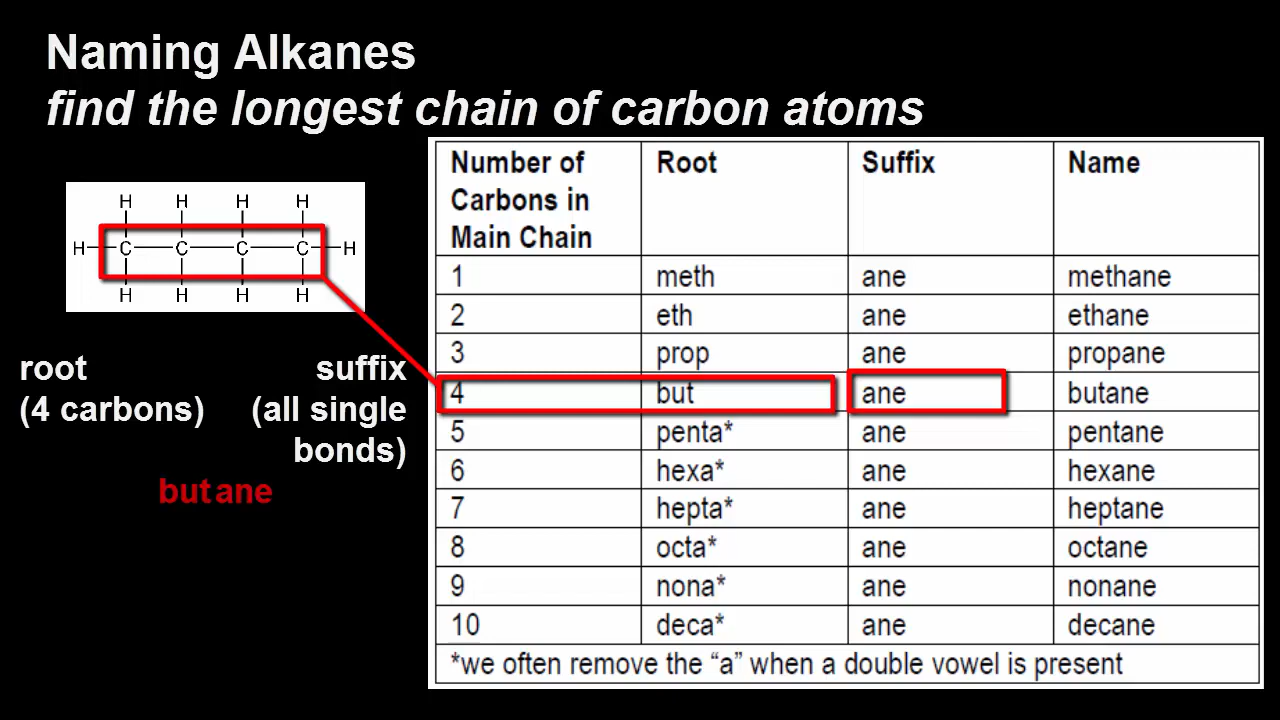 Naming Alkanes
find the longest chain of carbon atoms
H H H H
H C C C C H
H H H H
root suffix
(4 carbons) (all single
bonds)
butane
Number of Root Suffix Name
Carbons in
Main Chain
1 meth ane methane
2 eth ane ethane
3 prop ane propane
4 but ane butane
5 penta* ane pentane
6 hexa* ane hexane
7 hepta* ane heptane
8 octa* ane octane
9 nona* ane nonane
10 deca* ane decane
*we often remove the “a” when a double vowel is present